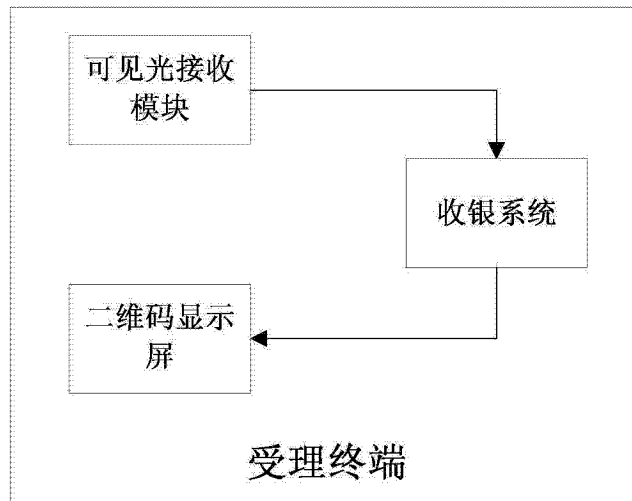 可见光接收
模块
收银系统
二维码显示
屏
受理终端